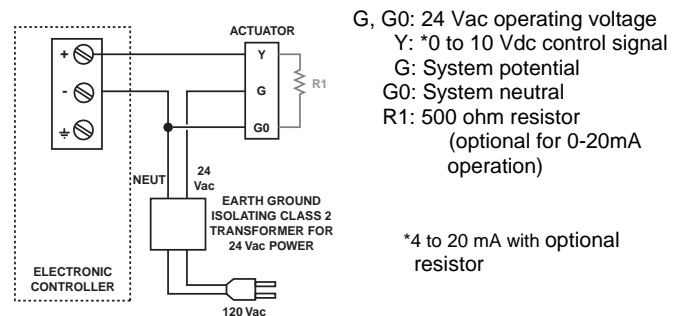 ACTUATOR
+
Y
R1
-
G
G0
NEUT
24
Vac
EARTH GROUND
ISOLATING CLASS 2
TRANSFORMER FOR
24 Vac POWER
ELECTRONIC
CONTROLLER
120 Vac
G, G0: 24 Vac operating voltage
Y: *0 to 10 Vdc control signal
G: System potential
G0: System neutral
R1: 500 ohm resistor
(optional for 0-20mA
operation)
*4 to 20 mA with optional
resistor